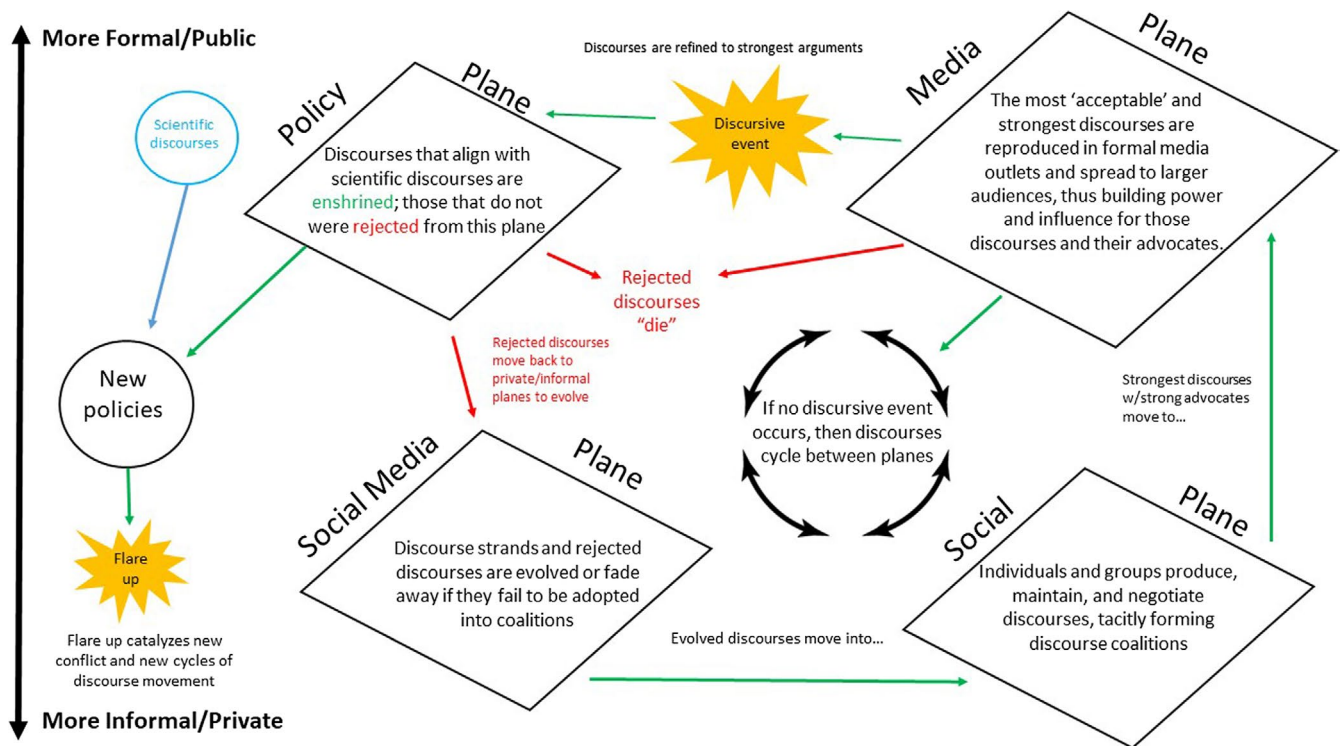 More Formal/Public
Scientific
discourses
Policy
Plane
Discourses that align with
scientific discourses are
enshrined; those that do not
were rejected from this plane
Discourses are refined to strongest arguments
Discursive
event
Media
Plane
The most ‘acceptable’ and
strongest discourses are
reproduced in formal media
outlets and spread to larger
audiences, thus building power
and influence for those
discourses and their advocates.
Rejected
discourses
“die”
Rejected discourses
move back to
private/informal
planes to evolve
New
policies
If no discursive event
occurs, then discourses
cycle between planes
Strongest discourses
w/strong advocates
move to...
Social Media
Plane
Discourse strands and rejected
discourses are evolved or fade
away if they fail to be adopted
into coalitions
Social
Plane
Individuals and groups produce,
maintain, and negotiate
discourses, tacitly forming
discourse coalitions
Evolved discourses move into...
Flare
up
Flare up catalyzes new
conflict and new cycles of
discourse movement
More Informal/Private